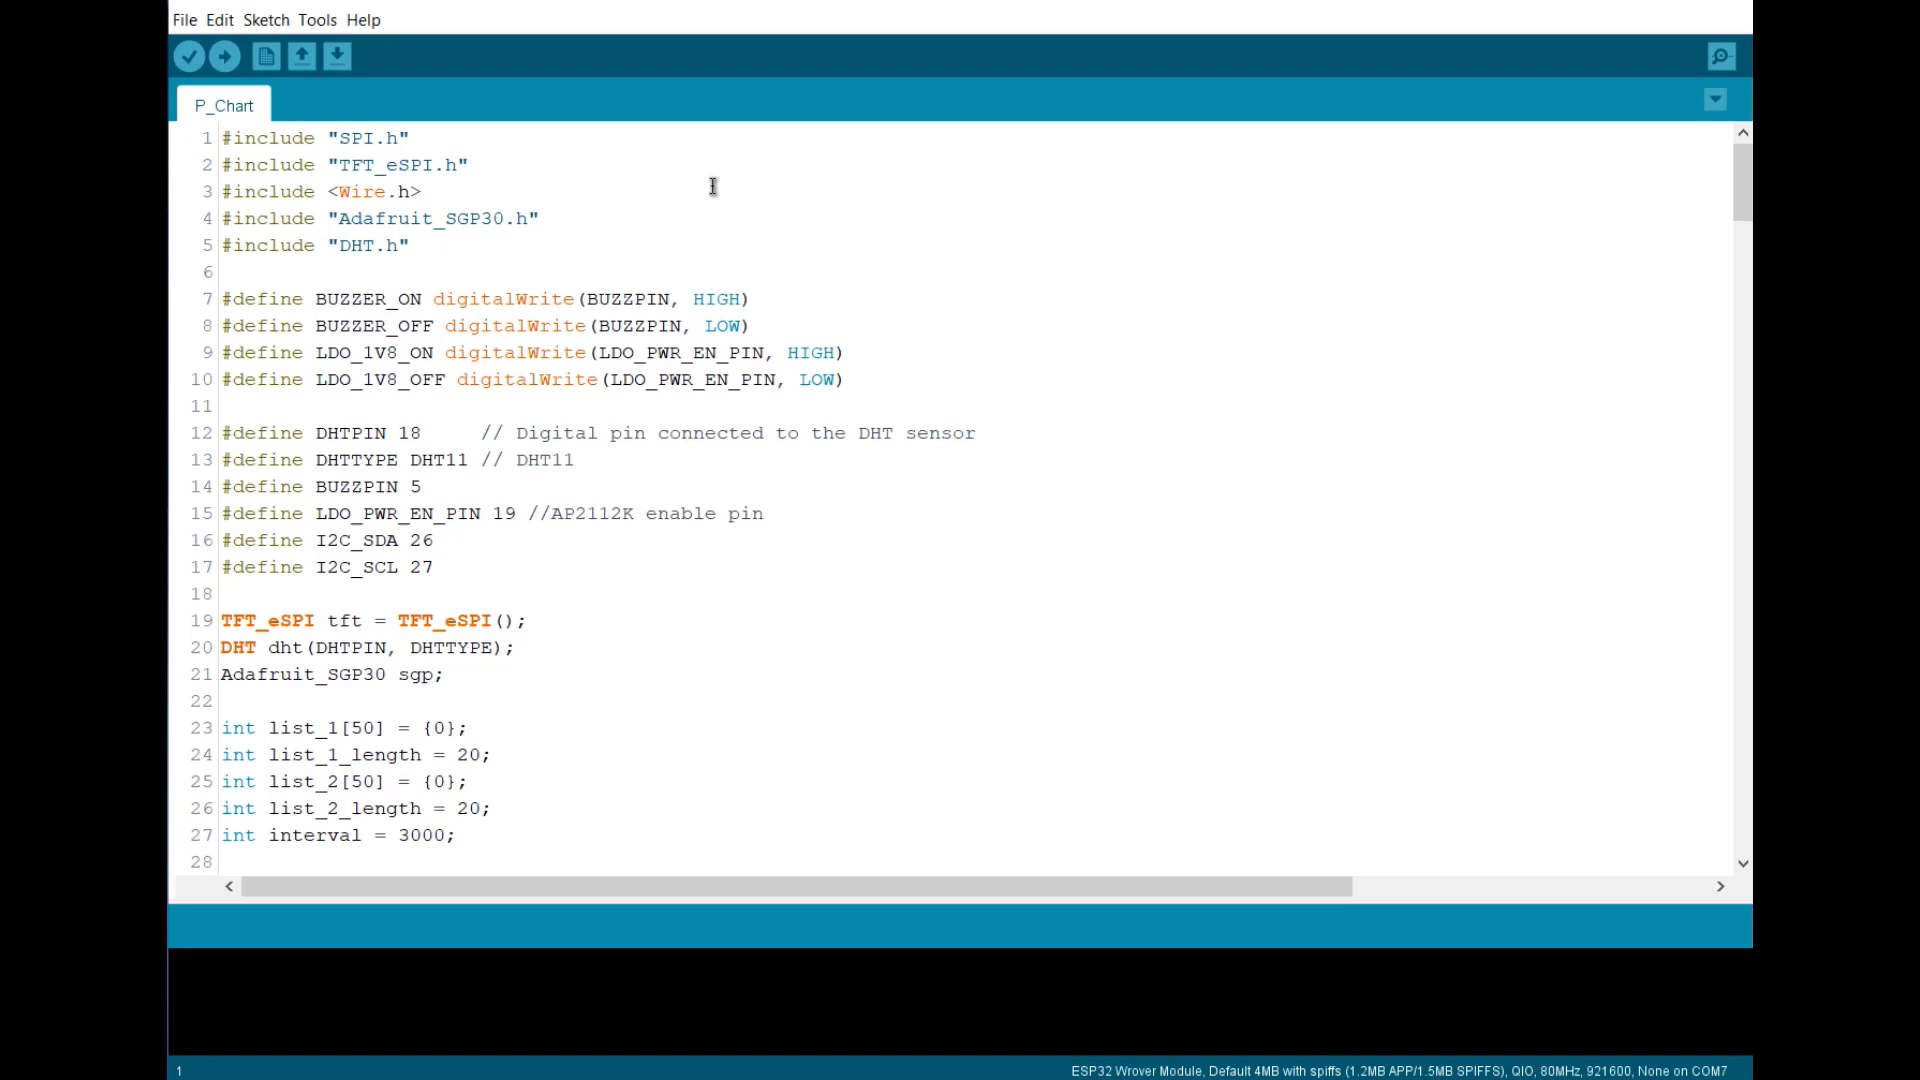 File Edit Sketch Tools Help
P_Chart
1 #include "SPI.h"
2 #include "TFT_eSPI.h"
3 #include <Wire.h>
4 #include "Adafruit_SGP30.h"
5 #include "DHT.h"
6
7 #define BUZZER_ON digitalWrite(BUZZPIN, HIGH)
8 #define BUZZER_OFF digitalWrite(BUZZPIN, LOW)
9 #define LDO_1V8_ON digitalWrite(LDO_PWR_EN_PIN, HIGH)
10 #define LDO_1V8_OFF digitalWrite(LDO_PWR_EN_PIN, LOW)
11
12 #define DHTPIN 18     // Digital pin connected to the DHT sensor
13 #define DHTTYPE DHT11 // DHT11
14 #define BUZZPIN 5
15 #define LDO_PWR_EN_PIN 19 //AP2112K enable pin
16 #define I2C_SDA 26
17 #define I2C_SCL 27
18
19 TFT_eSPI tft = TFT_eSPI();
20 DHT dht(DHTPIN, DHTTYPE);
21 Adafruit_SGP30 sgp;
22
23 int list_1[50] = {0};
24 int list_1_length = 20;
25 int list_2[50] = {0};
26 int list_2_length = 20;
27 int interval = 3000;
28
1 ESP32 Wrover Module, Default 4MB with spiffs (1.2MB APP/1.5MB SPIFFS), QIO, 80MHz, 921600, None on COM7